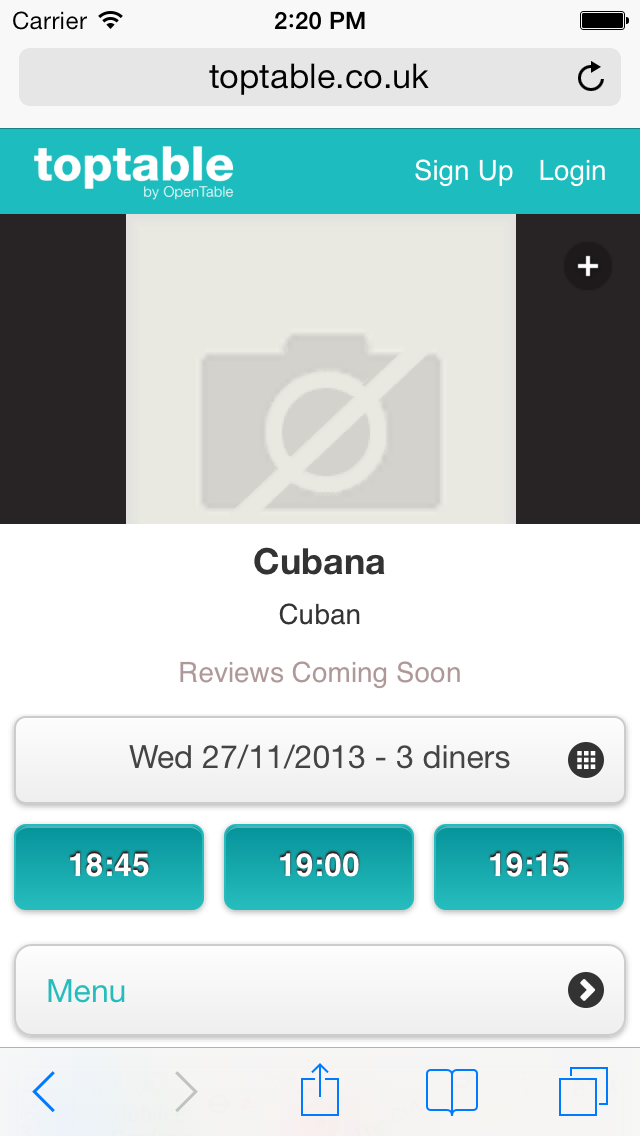 Carrier 2:20 PM
toptable.co.uk
toptable Sign Up Login
by OpenTable
Cubana
Cuban
Reviews Coming Soon
Wed 27/11/2013 - 3 diners
18:45 19:00 19:15
Menu